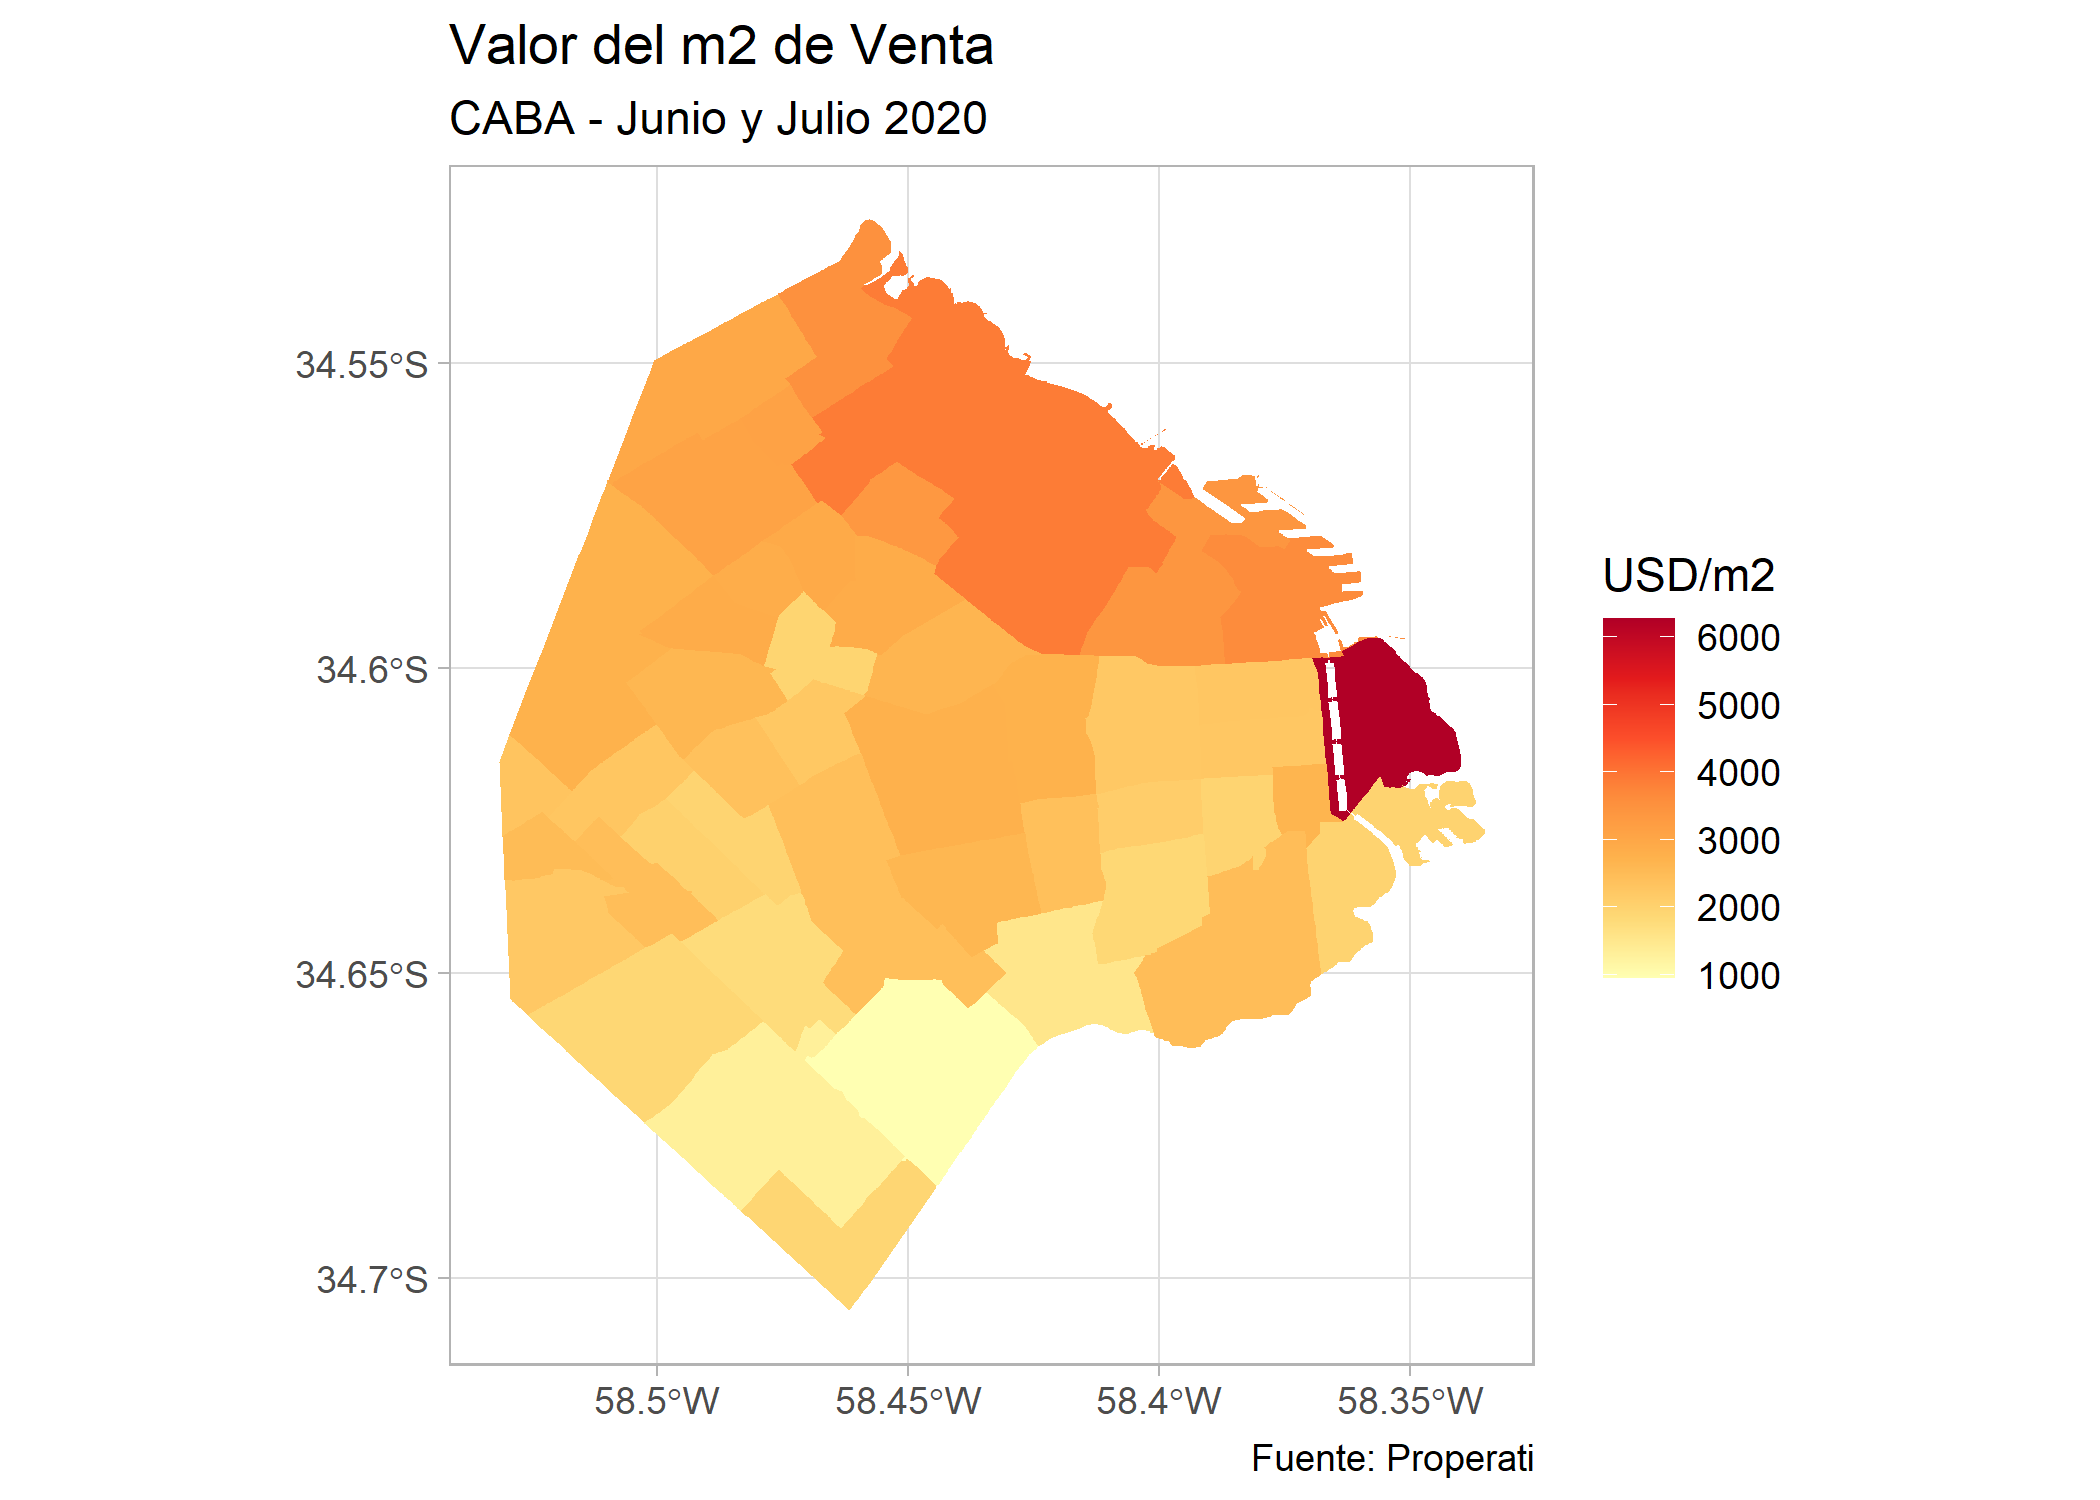 Valor del m2 de Venta
CABA - Junio y Julio 2020
34.55°S
34.6°S
34.65°S
34.7°S
58.5°W
58.45°W
58.4°W
58.35°W
USD/m2
6000
5000
4000
3000
2000
1000
Fuente: Properati